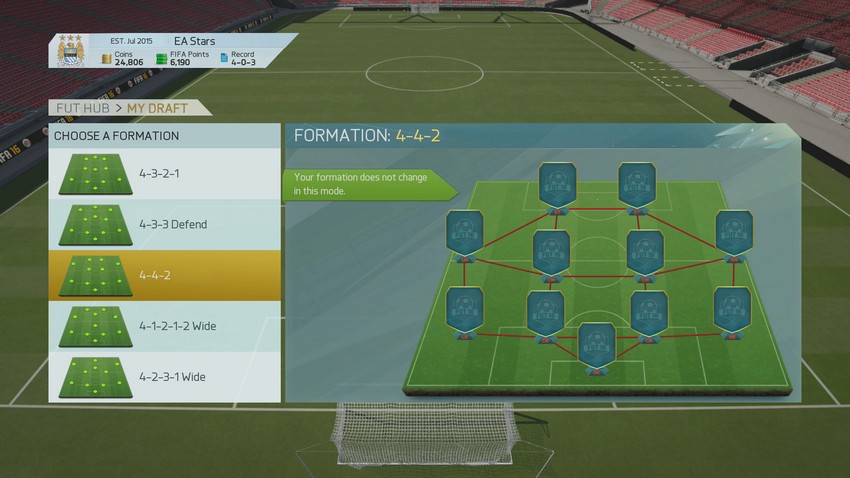 EST. Jul 2015 EA Stars
Coins FIFA Points Record
24,806 6,190 4-0-3
FUT HUB > MY DRAFT
CHOOSE A FORMATION
FORMATION: 4-4-2
Your formation does not change
in this mode.
4-3-2-1
4-3-3 Defend
4-4-2
4-1-2-1-2 Wide
4-2-3-1 Wide
FIFA 16